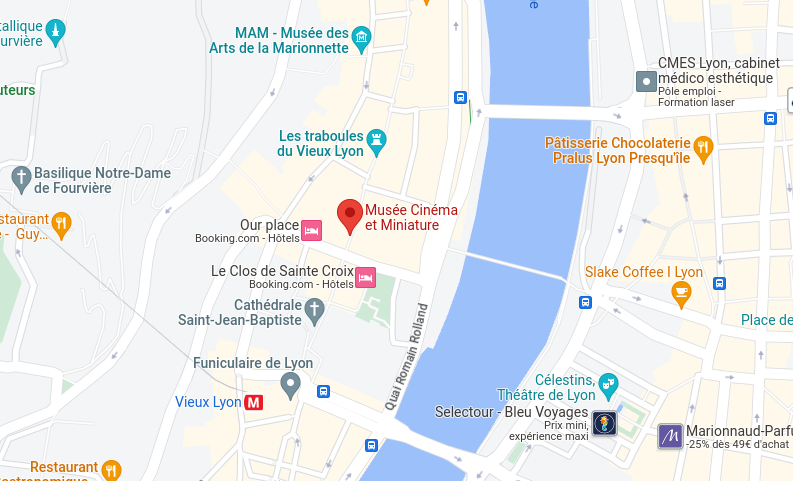 tallique
urvière
MAM - Musée des
Arts de la Marionnette
e
CMES Lyon, cabinet
médico esthétique
Pôle emploi -
Formation laser
uteurs
Les traboules
du Vieux Lyon
Pâtisserie Chocolaterie
Pralus Lyon Presqu'île
Basilique Notre-Dame
de Fourvière
staurant
e - Guy...
Our place
Booking.com - Hôtels
Musée Cinéma
et Miniature
Le Clos de Sainte Croix
Booking.com - Hôtels
Slake Coffee I Lyon
Cathédrale
Saint-Jean-Baptiste
Place de
Quai Romain Rolland
Funiculaire de Lyon
Vieux Lyon M
Célestins,
Théâtre de Lyon
Selectour - Bleu Voyages
Prix mini,
expérience maxi
Marionnaud-Parfu
-25% dès 49€ d'achat
Restaurant